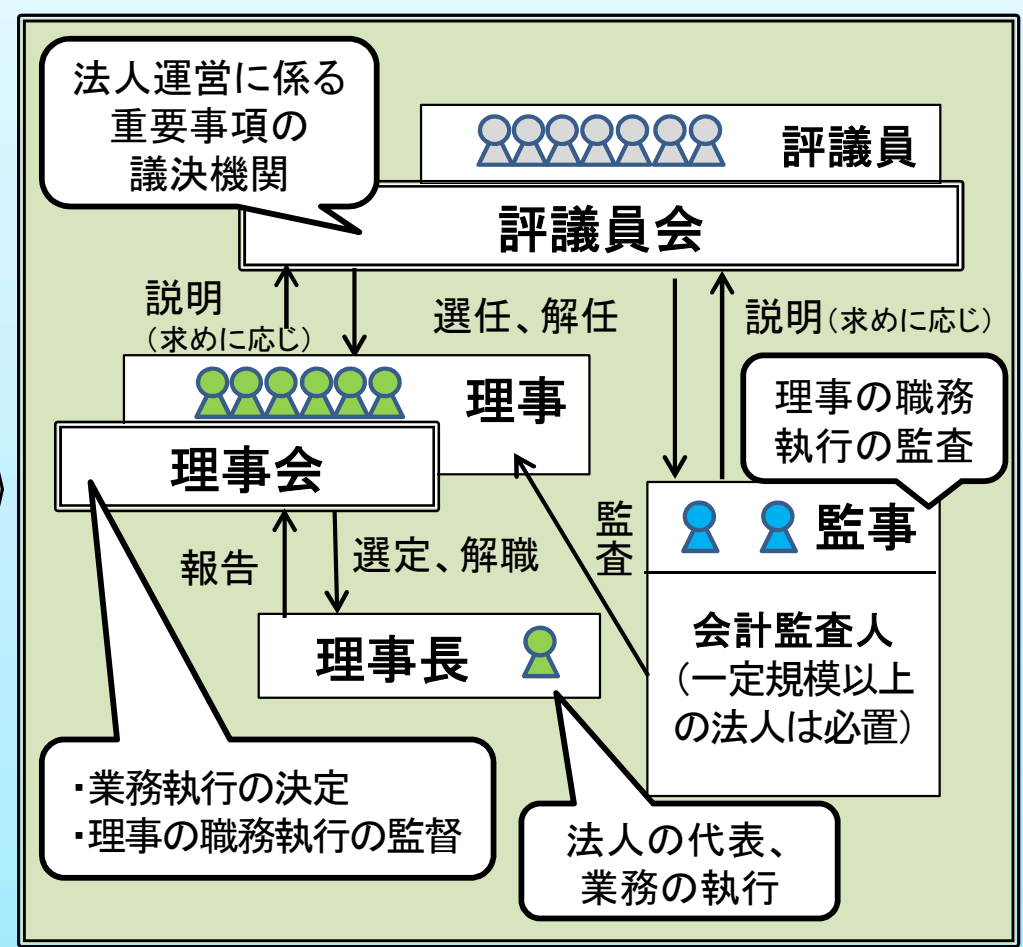 法人運営に係る
重要事項の
議決機関
評議員
評議員会
説明
（求めに応じ）
選任、解任
説明（求めに応じ）
理事
理事会
理事の職務
執行の監査
監事
監査
報告
選定、解職
会計監査人
（一定規模以上
の法人は必置）
理事長
・業務執行の決定
・理事の職務執行の監督
法人の代表、
業務の執行